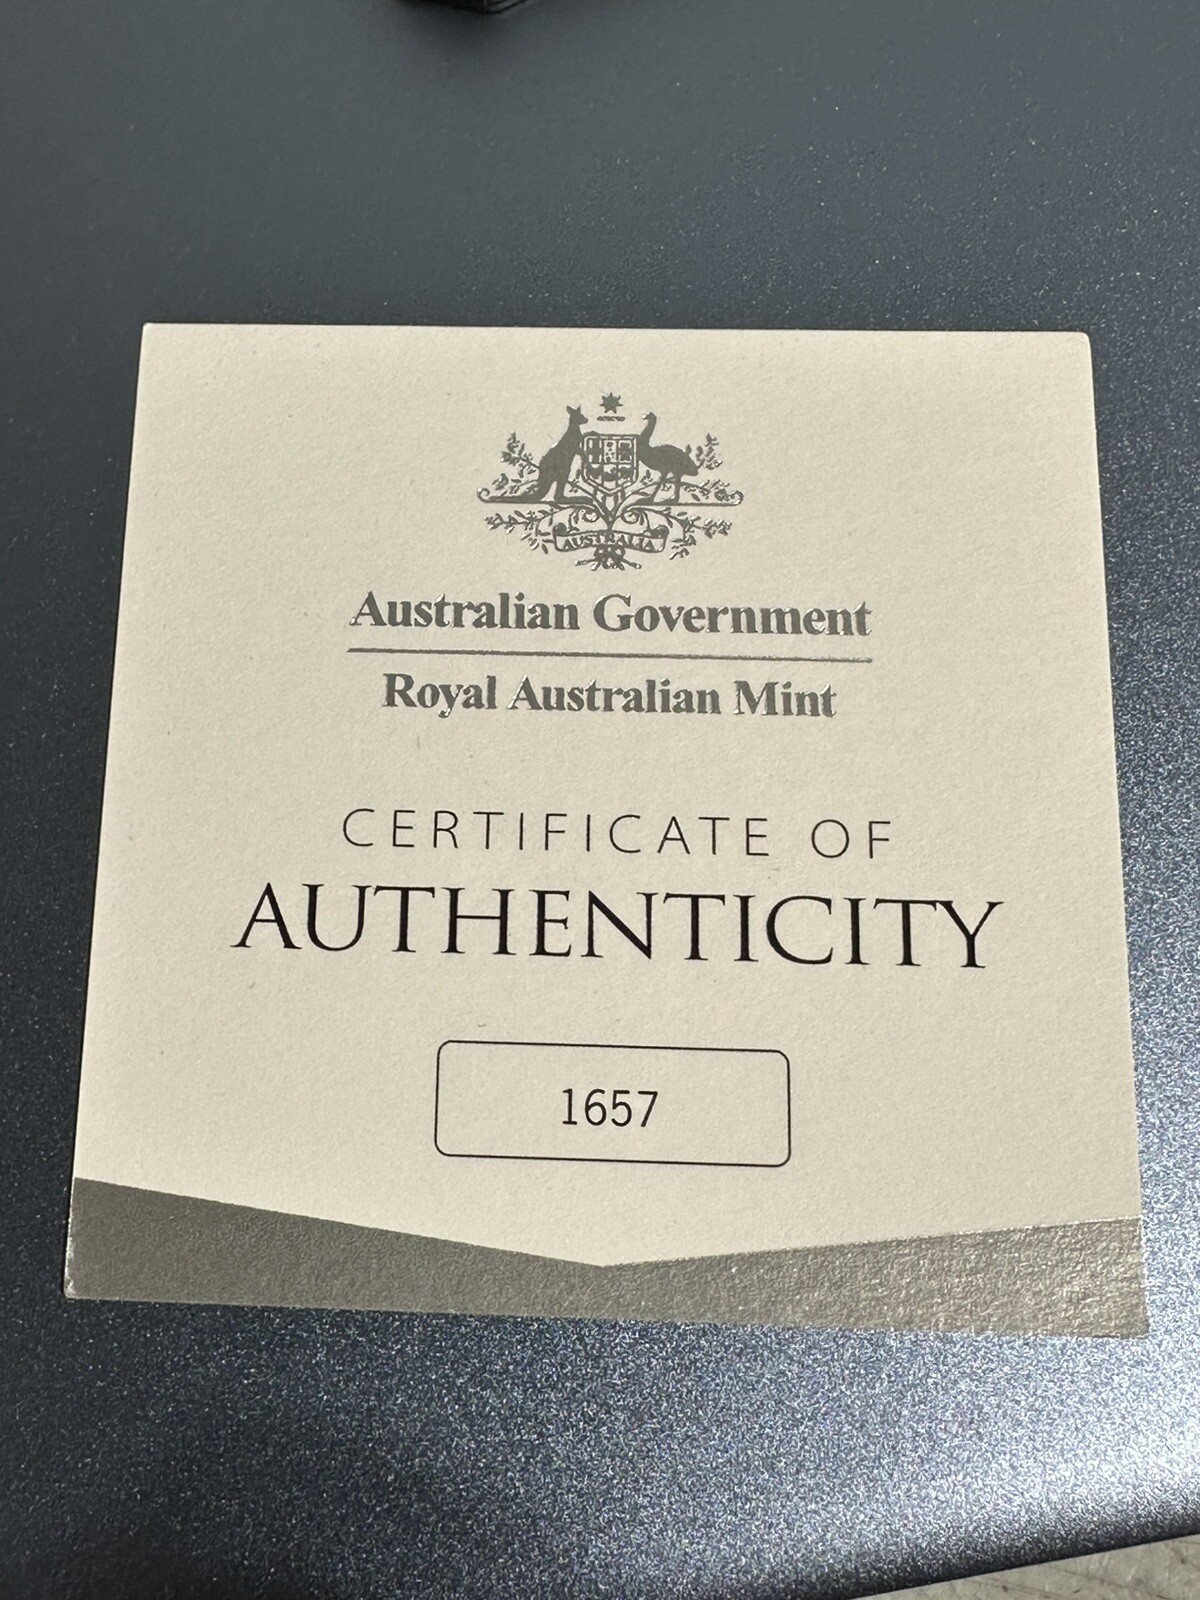 AUSTRALIA
Australian Government
Royal Australian Mint
CERTIFICATE OF
AUTHENTICITY
1657